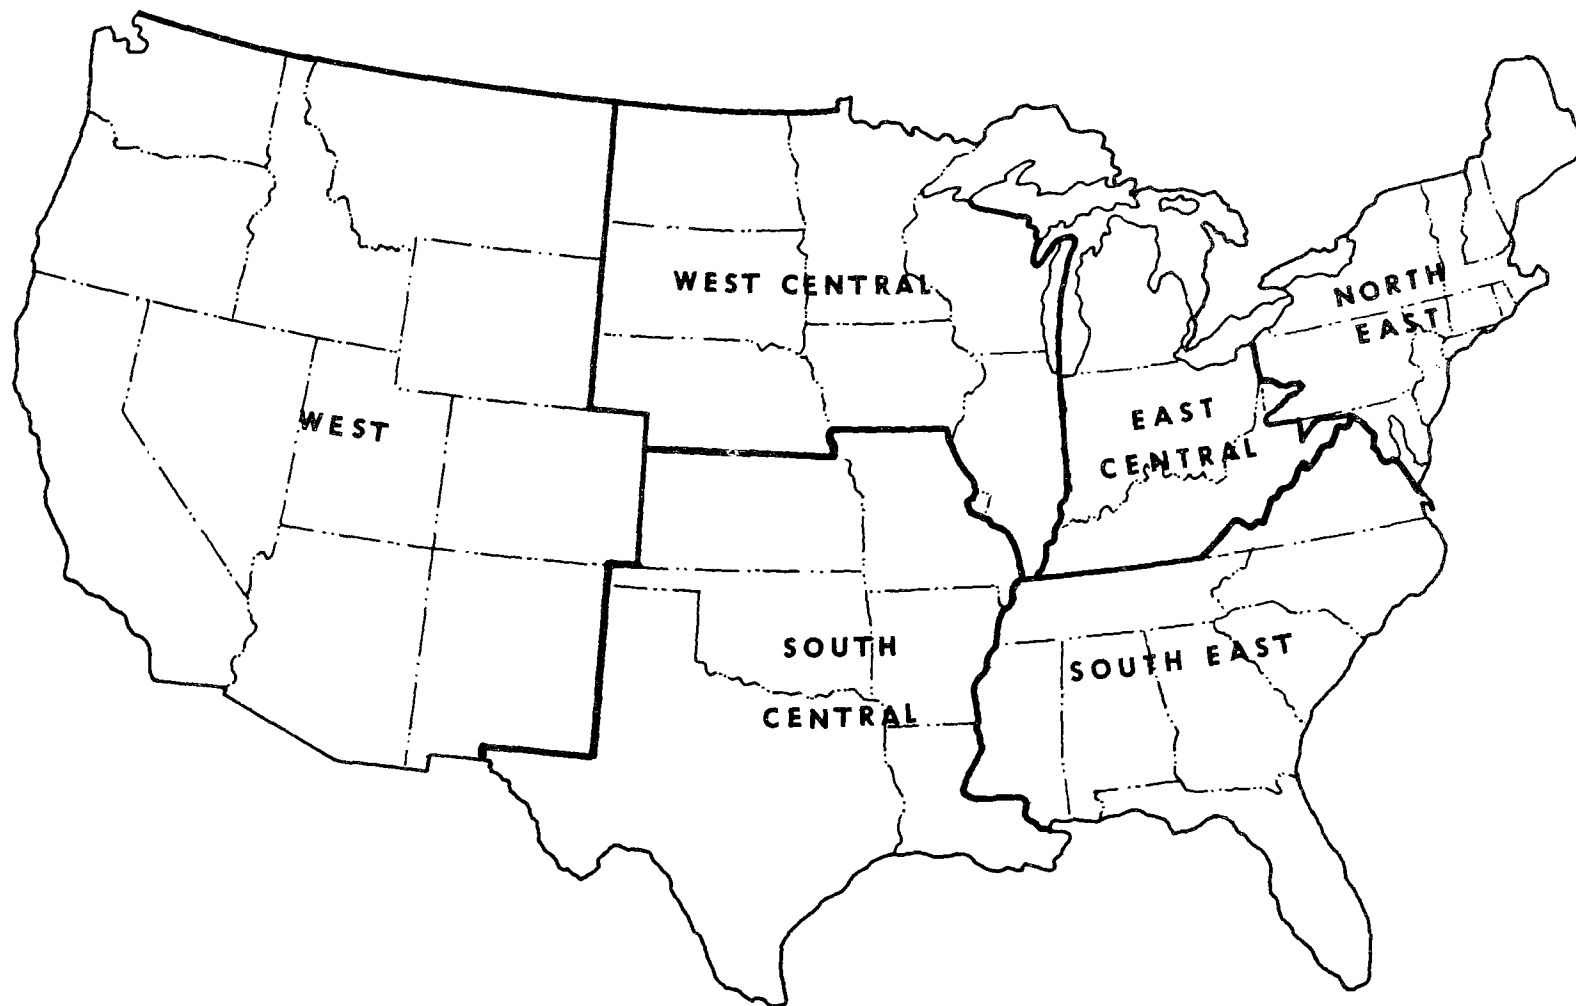 WEST CENTRAL
NORTH
EAST
WEST
EAST
CENTRAL
SOUTH
CENTRAL
SOUTH EAST